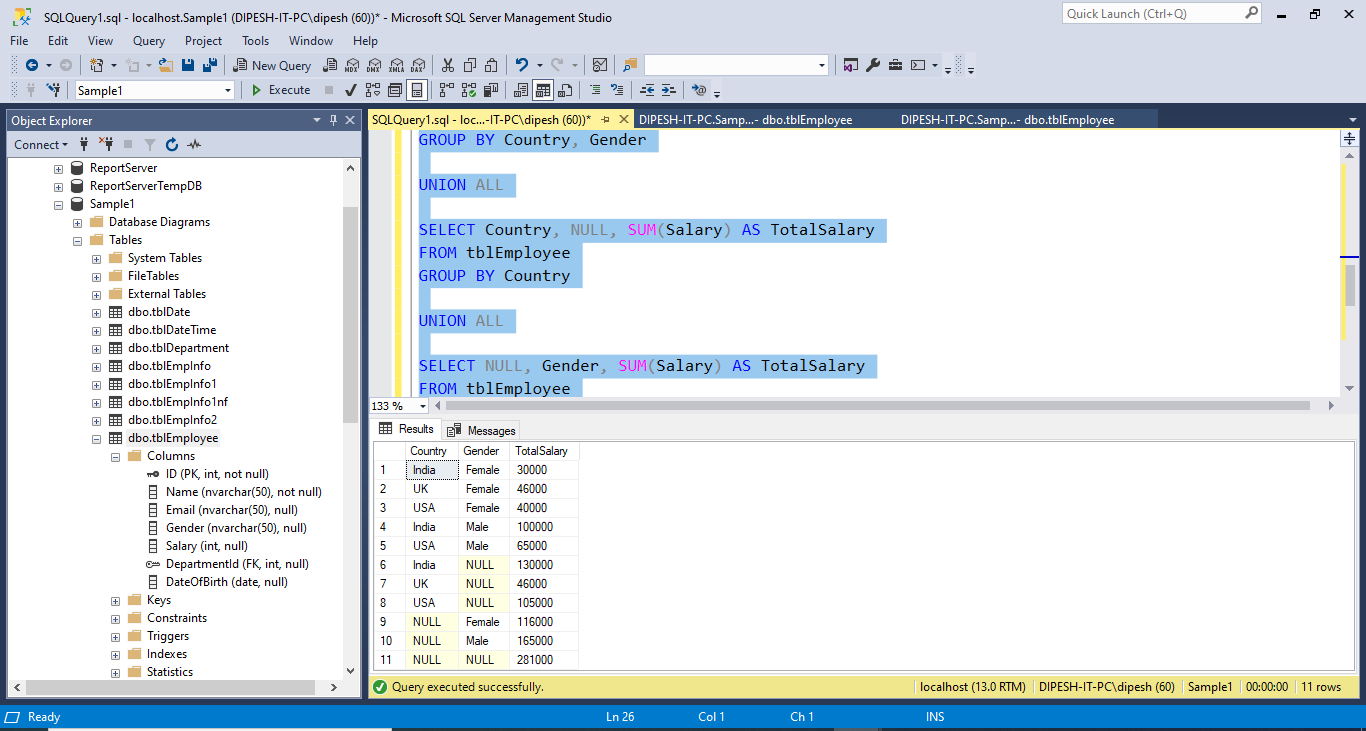 SQLQuery1.sql - localhost.Sample1 (DIPESH-IT-PC\dipesh (60))* - Microsoft SQL Server Management Studio
Quick Launch (Ctrl+Q)
File Edit View Query Project Tools Window Help
New Query MDX DMX XMLA DAX
Sample1 Execute
Object Explorer
Connect
ReportServer
ReportServerTempDB
Sample1
Database Diagrams
Tables
System Tables
FileTables
External Tables
dbo.tblDate
dbo.tblDateTime
dbo.tblDepartment
dbo.tblEmpInfo
dbo.tblEmpInfo1
dbo.tblEmpInfo1nf
dbo.tblEmpInfo2
dbo.tblEmployee
Columns
ID (PK, int, not null)
Name (nvarchar(50), not null)
Email (nvarchar(50), null)
Gender (nvarchar(50), null)
Salary (int, null)
DepartmentId (FK, int, null)
DateOfBirth (date, null)
Keys
Constraints
Triggers
Indexes
Statistics
SQLQuery1.sql - loc...-IT-PC\dipesh (60))* DIPESH-IT-PC.Samp...- dbo.tblEmployee DIPESH-IT-PC.Samp...- dbo.tblEmployee
GROUP BY Country, Gender
UNION ALL
SELECT Country, NULL, SUM(Salary) AS TotalSalary
FROM tblEmployee
GROUP BY Country
UNION ALL
SELECT NULL, Gender, SUM(Salary) AS TotalSalary
FROM tblEmployee
133 %
Results Messages
Country Gender TotalSalary
1 India Female 30000
2 UK Female 46000
3 USA Female 40000
4 India Male 100000
5 USA Male 65000
6 India NULL 130000
7 UK NULL 46000
8 USA NULL 105000
9 NULL Female 116000
10 NULL Male 165000
11 NULL NULL 281000
Query executed successfully. localhost (13.0 RTM) DIPESH-IT-PC\dipesh (60) Sample1 00:00:00 11 rows
Ready Ln 26 Col 1 Ch 1 INS